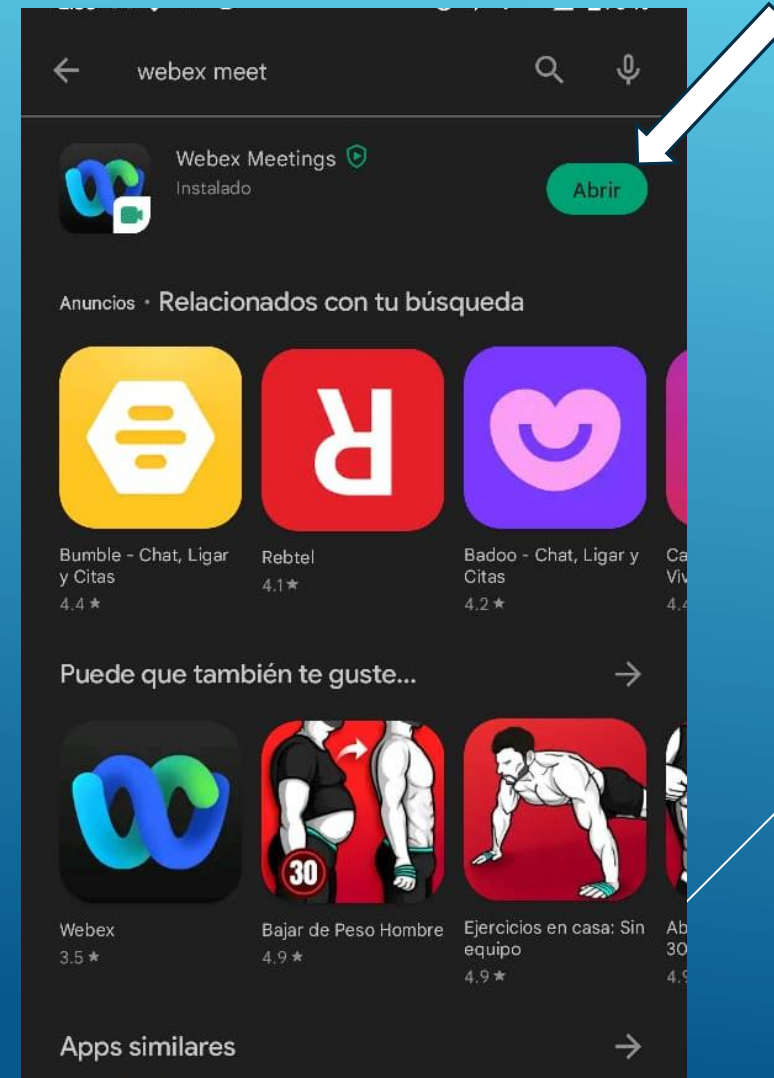 webex meet
Webex Meetings
Instalado
Abrir
Anuncios • Relacionados con tu búsqueda
Bumble - Chat, Ligar
y Citas
4.4 ★
Rebtel
4.1 ★
Badoo - Chat, Ligar y
Citas
4.2 ★
Puede que también te guste...
30
Webex
3.5 ★
Bajar de Peso Hombre
4.9 ★
Ejercicios en casa: Sin
equipo
4.9 ★
Apps similares